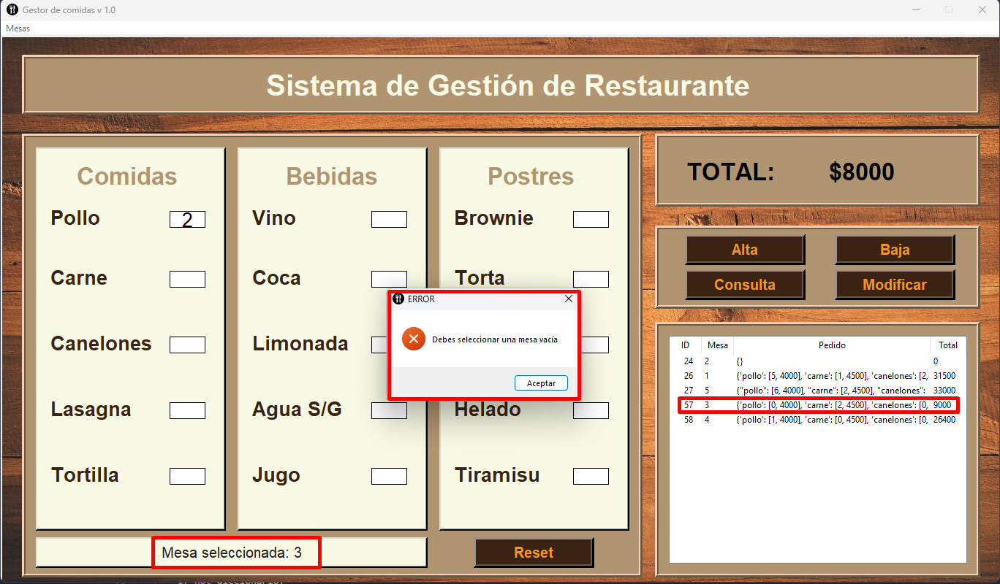 Gestor de comidas v 1.0
Mesas
Sistema de Gestión de Restaurante
Comidas
Pollo 2
Carne
Canelones
Lasagna
Tortilla
Bebidas
Vino
Coca
Limonada
Agua S/G
Jugo
Postres
Brownie
Torta
Helado
Tiramisu
Mesa seleccionada: 3
Reset
ERROR
Debes seleccionar una mesa vacía
Aceptar
TOTAL: $8000
Alta Baja
Consulta Modificar
ID Mesa Pedido Total
24 2 {} 0
26 1 {'pollo': [5, 4000], 'carne': [1, 4500], 'canelones': [2, 31500
27 5 {"pollo": [6, 4000], "carne": [2, 4500], "canelones": 33000
57 3 {'pollo': [0, 4000], 'carne': [2, 4500], 'canelones': [0, 9000
58 4 {'pollo': [1, 4000], 'carne': [0, 4500], 'canelones': [0, 26400